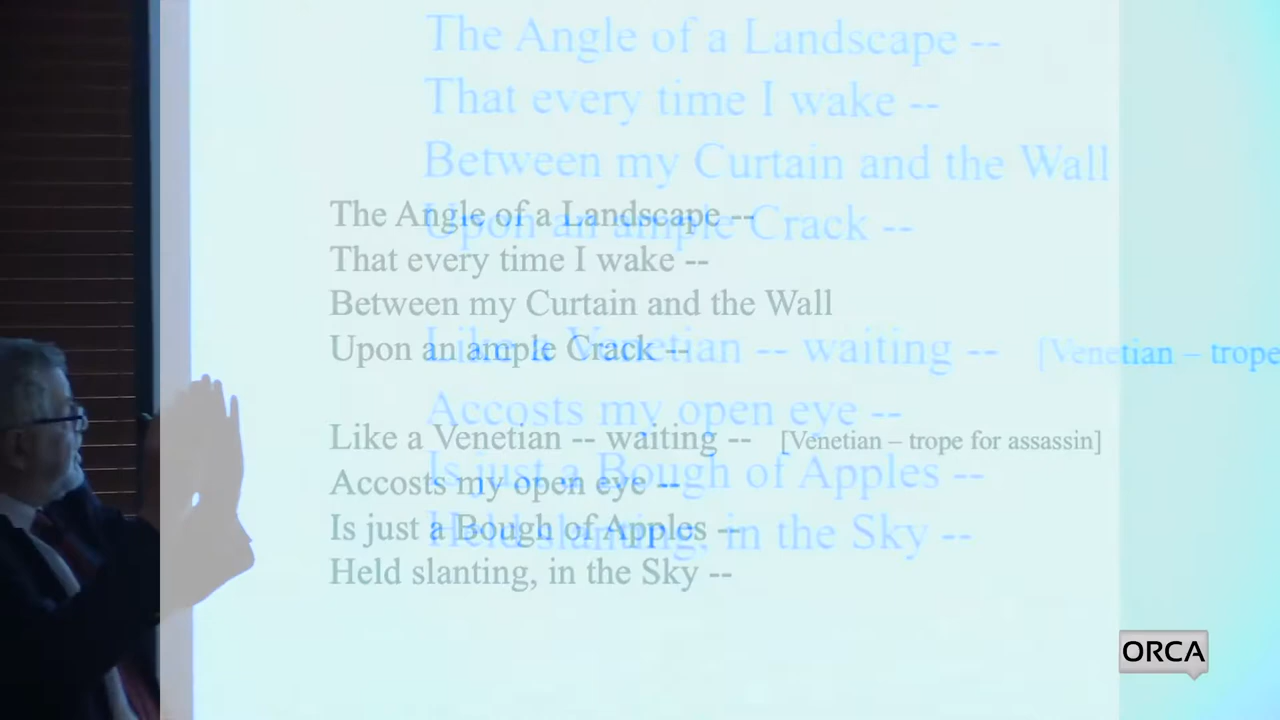 The Angle of a Landscape --
That every time I wake --
Between my Curtain and the Wall
Upon an ample Crack --
Like a Venetian -- waiting -- [Venetian – trope
Accosts my open eye --
Is just a Bough of Apples --
Held slanting, in the Sky --
The Angle of a Landscape --
That every time I wake --
Between my Curtain and the Wall
Upon an ample Crack --
Like a Venetian -- waiting -- [Venetian – trope for assassin]
Accosts my open eye --
Is just a Bough of Apples --
Held slanting, in the Sky --
ORCA